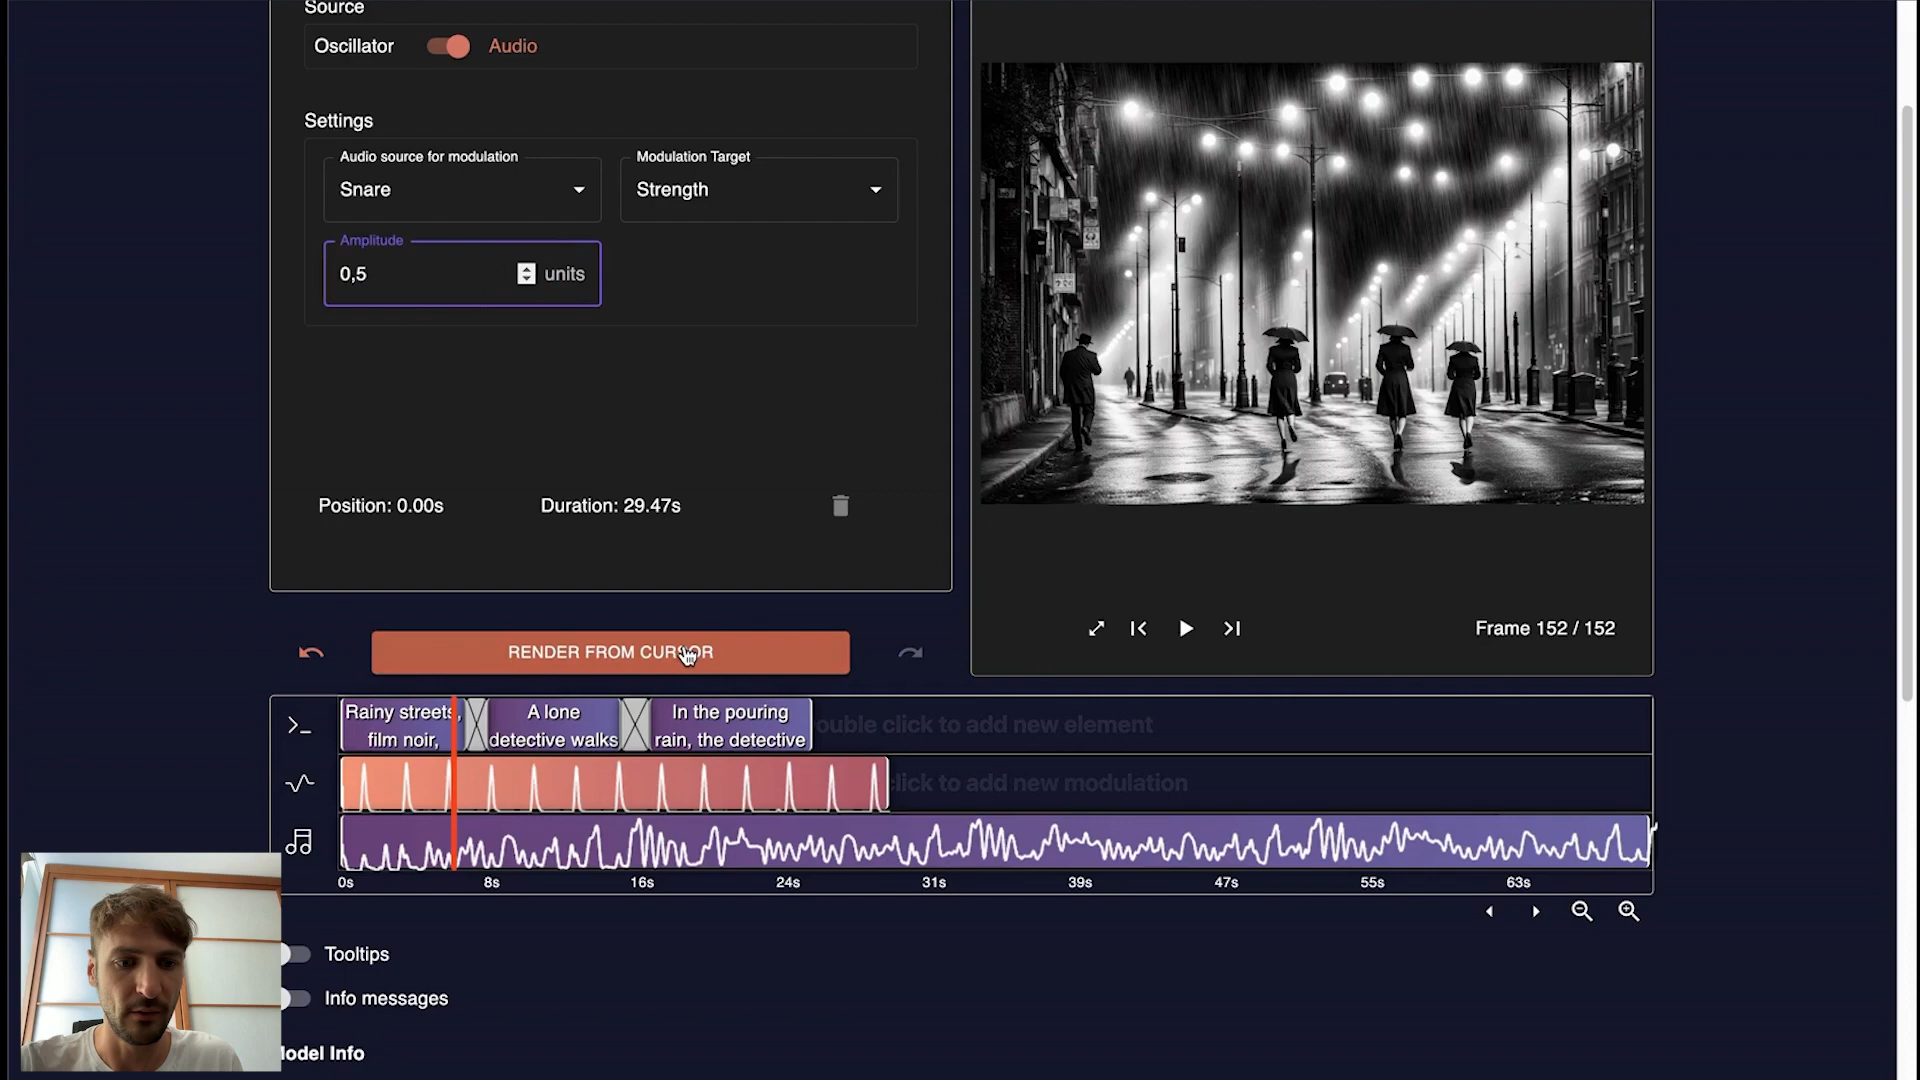 Source
Oscillator
Audio
Settings
Audio source for modulation
Snare
Modulation Target
Strength
Amplitude
0,5
units
Position: 0.00s
Duration: 29.47s
RENDER FROM CURSOR
Frame 152 / 152
Rainy streets,
film noir,
A lone
detective walks
In the pouring
rain, the detective
ouble click to add new element
click to add new modulation
0s
8s
16s
24s
31s
39s
47s
55s
63s
Tooltips
Info messages
odel Info